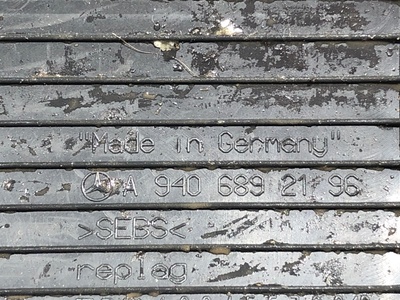 "Made in Germany"
A 940 689 21 96
>SEBS<
repleg